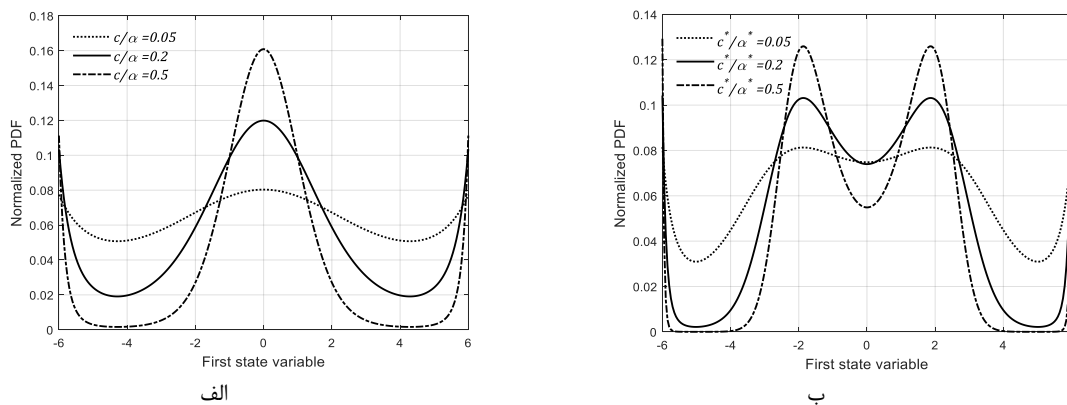 0.18
0.16
0.14
0.12
0.1
0.08
0.06
0.04
0.02
0
Normalized PDF
c/α =0.05
c/α =0.2
c/α =0.5
-6 -4 -2 0 2 4 6
First state variable
الف
0.14
0.12
0.1
0.08
0.06
0.04
0.02
0
Normalized PDF
c*/α* =0.05
c*/α* =0.2
c*/α* =0.5
-6 -4 -2 0 2 4
First state variable
ب